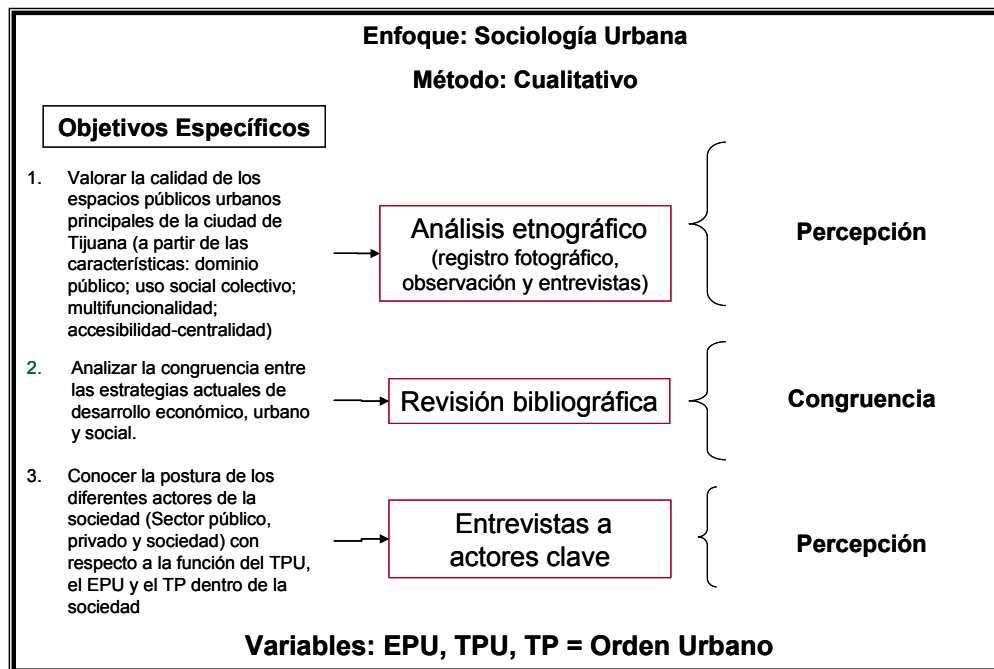 Enfoque: Sociología Urbana
Método: Cualitativo
Objetivos Específicos
1. Valorar la calidad de los
espacios públicos urbanos
principales de la ciudad de
Tijuana (a partir de las
características: dominio
público; uso social colectivo;
multifuncionalidad;
accesibilidad-centralidad)
Análisis etnográfico
(registro fotográfico,
observación y entrevistas)
Percepción
2. Analizar la congruencia entre
las estrategias actuales de
desarrollo económico, urbano
y social.
Revisión bibliográfica
Congruencia
3. Conocer la postura de los
diferentes actores de la
sociedad (Sector público,
privado y sociedad) con
respecto a la función del TPU,
el EPU y el TP dentro de la
sociedad
Entrevistas a
actores clave
Percepción
Variables: EPU, TPU, TP = Orden Urbano